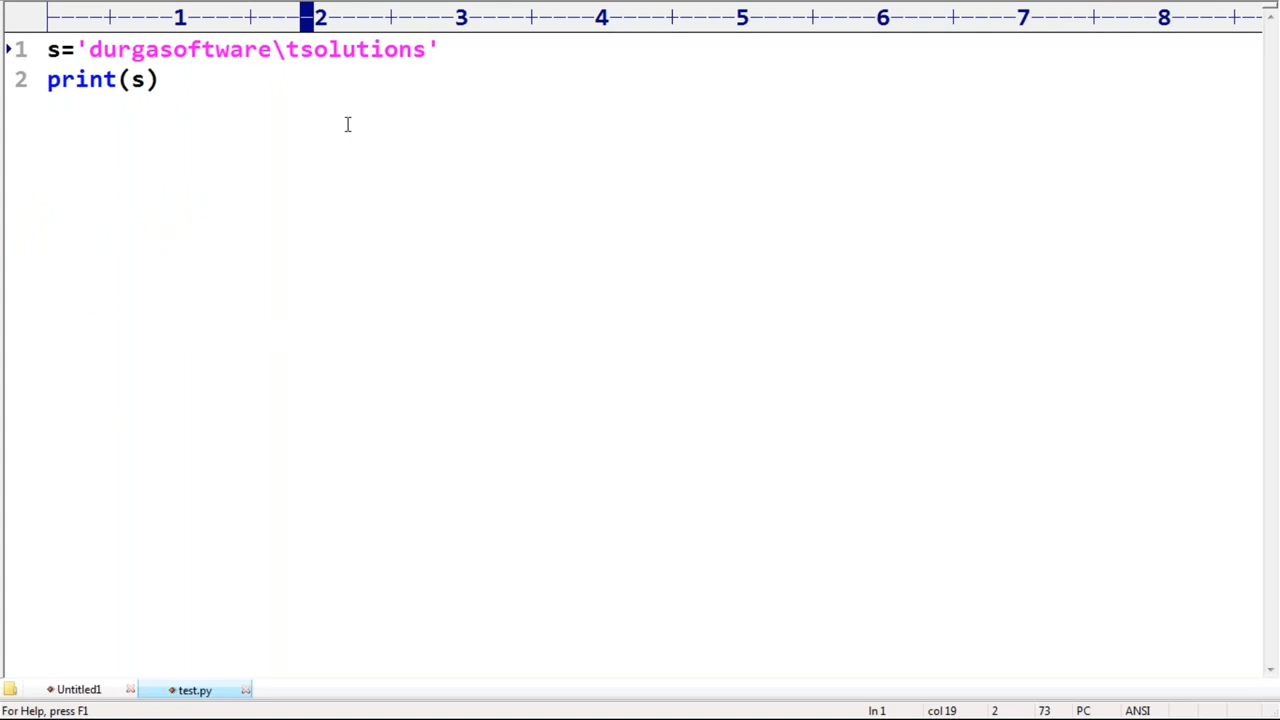 1 2 3 4 5 6 7 8
1 s='durgasoftware\tsolutions'
2 print(s)
Untitled1 test.py
For Help, press F1 ln 1 col 19 2 73 PC ANSI